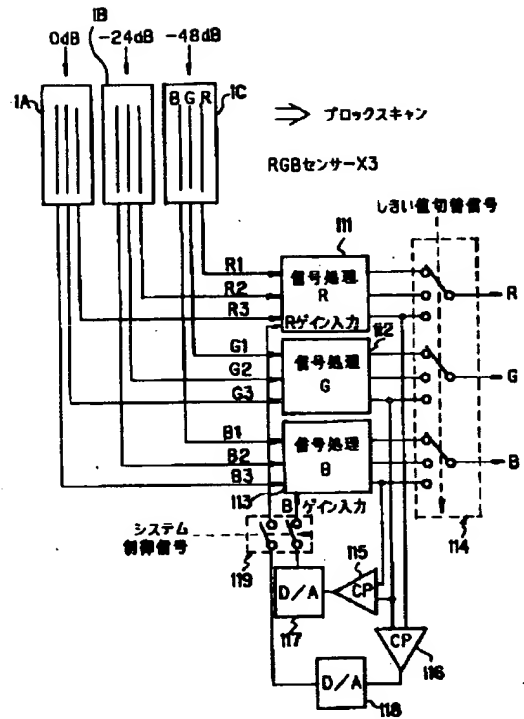 1B
0dB -24dB -48dB
1A
B G R
1C
ブロックスキャン
RGBセンサーX3
しきい値切替信号
111
R1
R2
R3
信号処理
R
Rゲイン入力
R
112
G1
G2
G3
信号処理
G
G
B1
B2
B3
信号処理
B
B
113
B
ゲイン入力
114
システム
制御信号
119
115
CP
D/A
117
CP
116
D/A
118